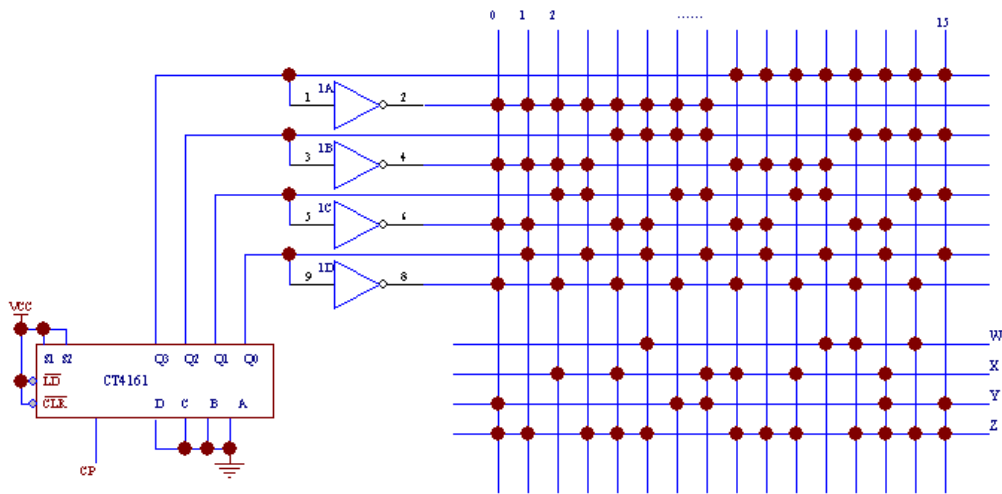 0 1 2 ...... 15
1A
1 2
1B
3 4
1C
5 6
1D
9 8
VCC
S1 S2 Q3 Q2 Q1 Q0
LD CT4161
CLR D C B A
CP
W
X
Y
Z